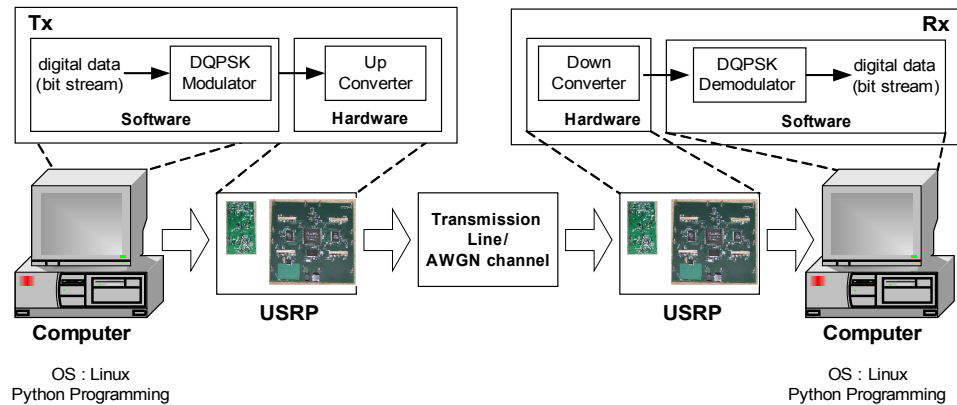 Tx
digital data
(bit stream)
DQPSK
Modulator
Up
Converter
Software
Hardware
Rx
Down
Converter
DQPSK
Demodulator
digital data
(bit stream)
Hardware
Software
Transmission
Line/
AWGN channel
Computer
USRP
USRP
Computer
OS : Linux
Python Programming
OS : Linux
Python Programming